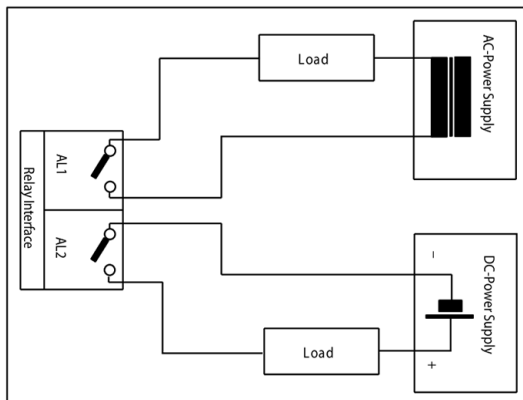 Load
AC-Power Supply
Relay Interface
AL1
AL2
−
DC-Power Supply
Load
+